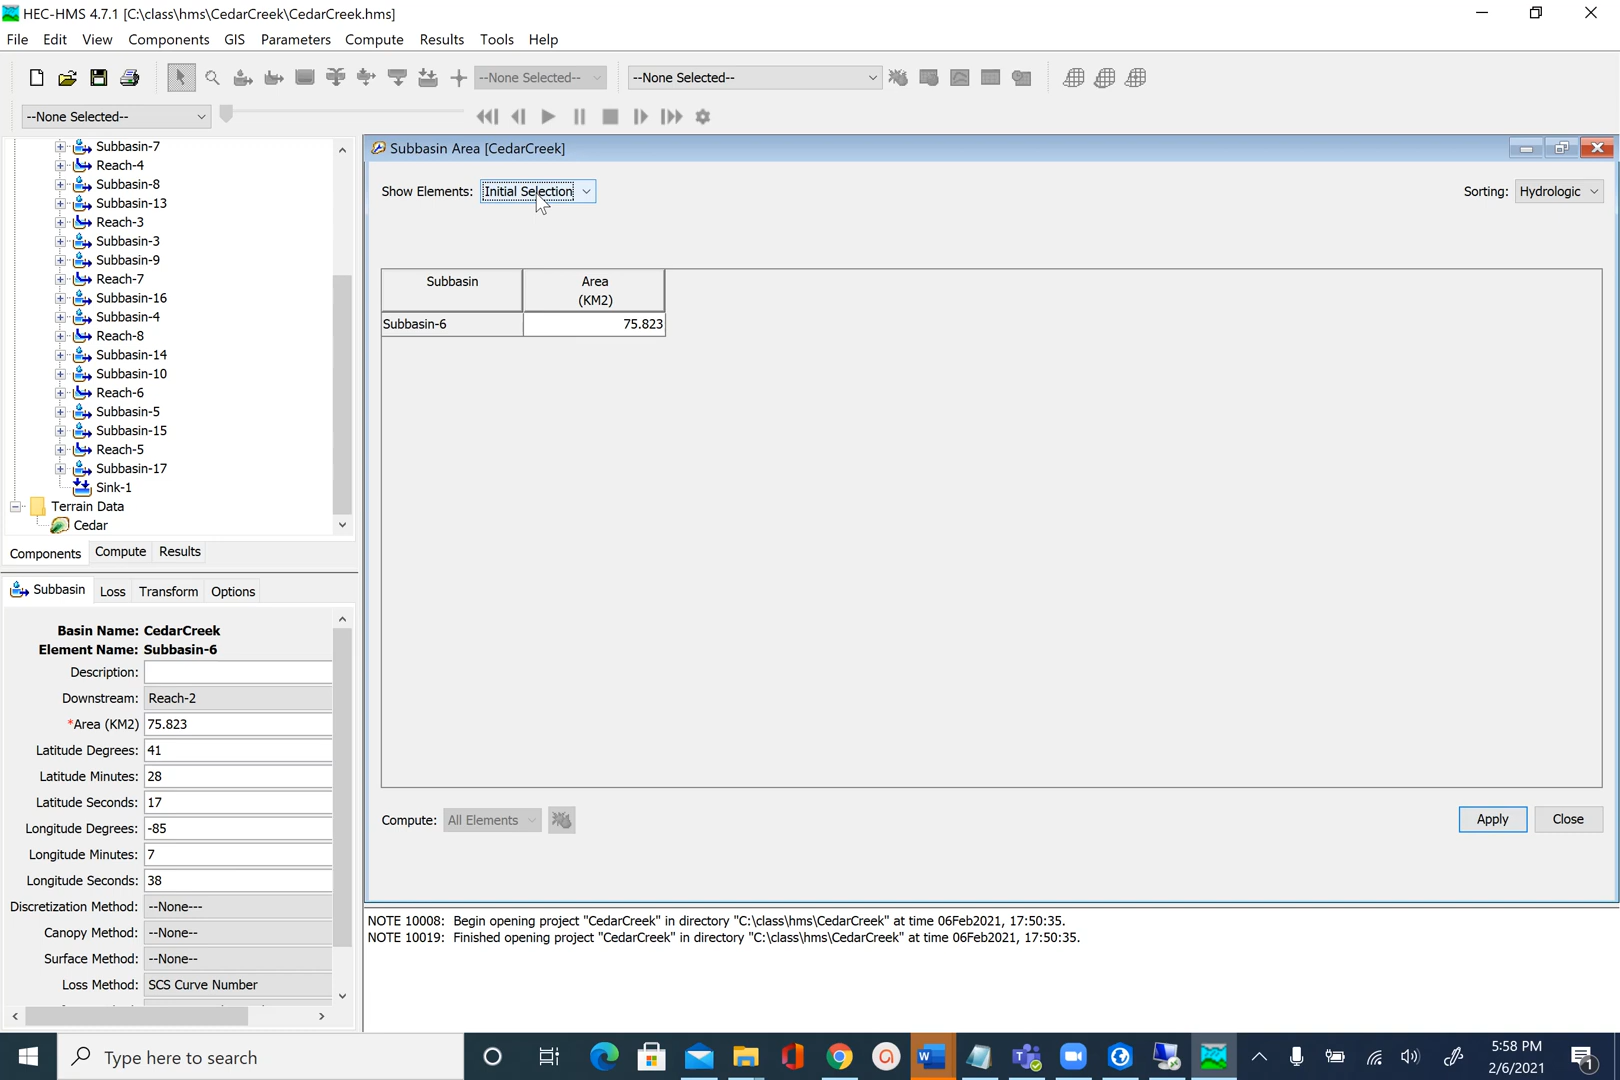 HEC-HMS 4.7.1 [C:\class\hms\CedarCreek\CedarCreek.hms]
File Edit View Components GIS Parameters Compute Results Tools Help
--None Selected-- --None Selected--
--None Selected--
Subbasin-7
Reach-4
Subbasin-8
Subbasin-13
Reach-3
Subbasin-3
Subbasin-9
Reach-7
Subbasin-16
Subbasin-4
Reach-8
Subbasin-14
Subbasin-10
Reach-6
Subbasin-5
Subbasin-15
Reach-5
Subbasin-17
Sink-1
Terrain Data
Cedar
Components Compute Results
Subbasin Loss Transform Options
Basin Name: CedarCreek
Element Name: Subbasin-6
Description:
Downstream: Reach-2
*Area (KM2) 75.823
Latitude Degrees: 41
Latitude Minutes: 28
Latitude Seconds: 17
Longitude Degrees: -85
Longitude Minutes: 7
Longitude Seconds: 38
Discretization Method: --None---
Canopy Method: --None--
Surface Method: --None--
Loss Method: SCS Curve Number
Subbasin Area [CedarCreek]
Show Elements: Initial Selection Sorting: Hydrologic
Subbasin Area
(KM2)
Subbasin-6 75.823
Compute: All Elements Apply Close
NOTE 10008: Begin opening project "CedarCreek" in directory "C:\class\hms\CedarCreek" at time 06Feb2021, 17:50:35.
NOTE 10019: Finished opening project "CedarCreek" in directory "C:\class\hms\CedarCreek" at time 06Feb2021, 17:50:35.
Type here to search
5:58 PM
2/6/2021
1